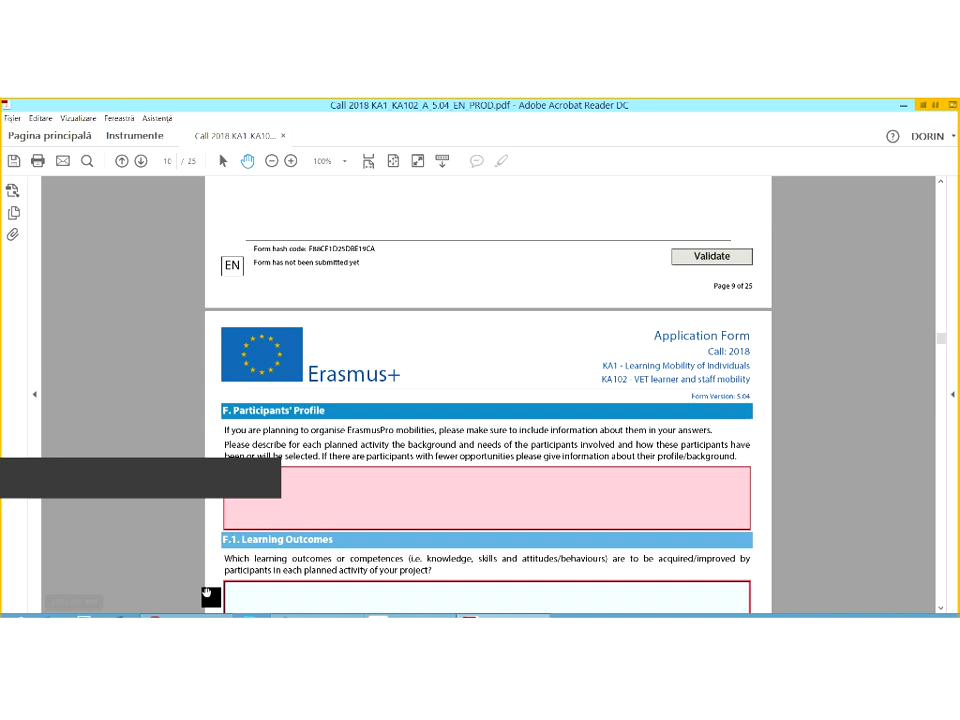 Call 2018 KA1_KA102_A_5.04_EN_PROD.pdf - Adobe Acrobat Reader DC
Fișier Editare Vizualizare Fereastră Asistență
Pagina principală Instrumente Call 2018 KA1_KA10... × DORIN
10 / 25 100%
Form hash code: F88CF1D25DBE19CA
EN Form has not been submitted yet
Validate
Page 9 of 25
Erasmus+
Application Form
Call: 2018
KA1 - Learning Mobility of Individuals
KA102 - VET learner and staff mobility
Form Version: 5.04
F. Participants' Profile
If you are planning to organise ErasmusPro mobilities, please make sure to include information about them in your answers.
Please describe for each planned activity the background and needs of the participants involved and how these participants have
been or will be selected. If there are participants with fewer opportunities please give information about their profile/background.
F.1. Learning Outcomes
Which learning outcomes or competences (i.e. knowledge, skills and attitudes/behaviours) are to be acquired/improved by
participants in each planned activity of your project?